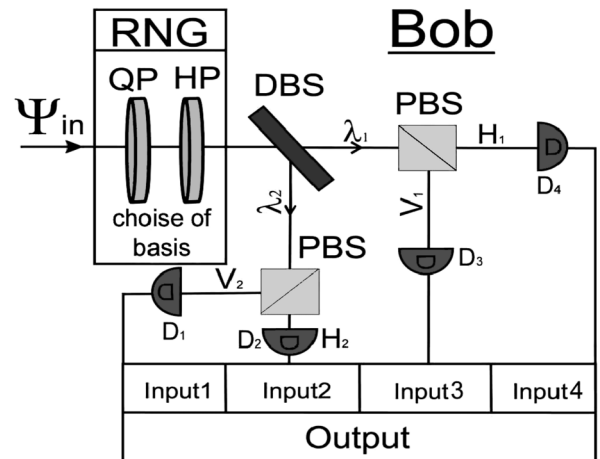 RNG
Bob
QP HP
DBS
PBS
Ψin
λ1
H1
D
D4
choise of
basis
λ2
V1
PBS
D
D3
V2
D
D1
D2
D
H2
Input1 Input2 Input3 Input4
Output